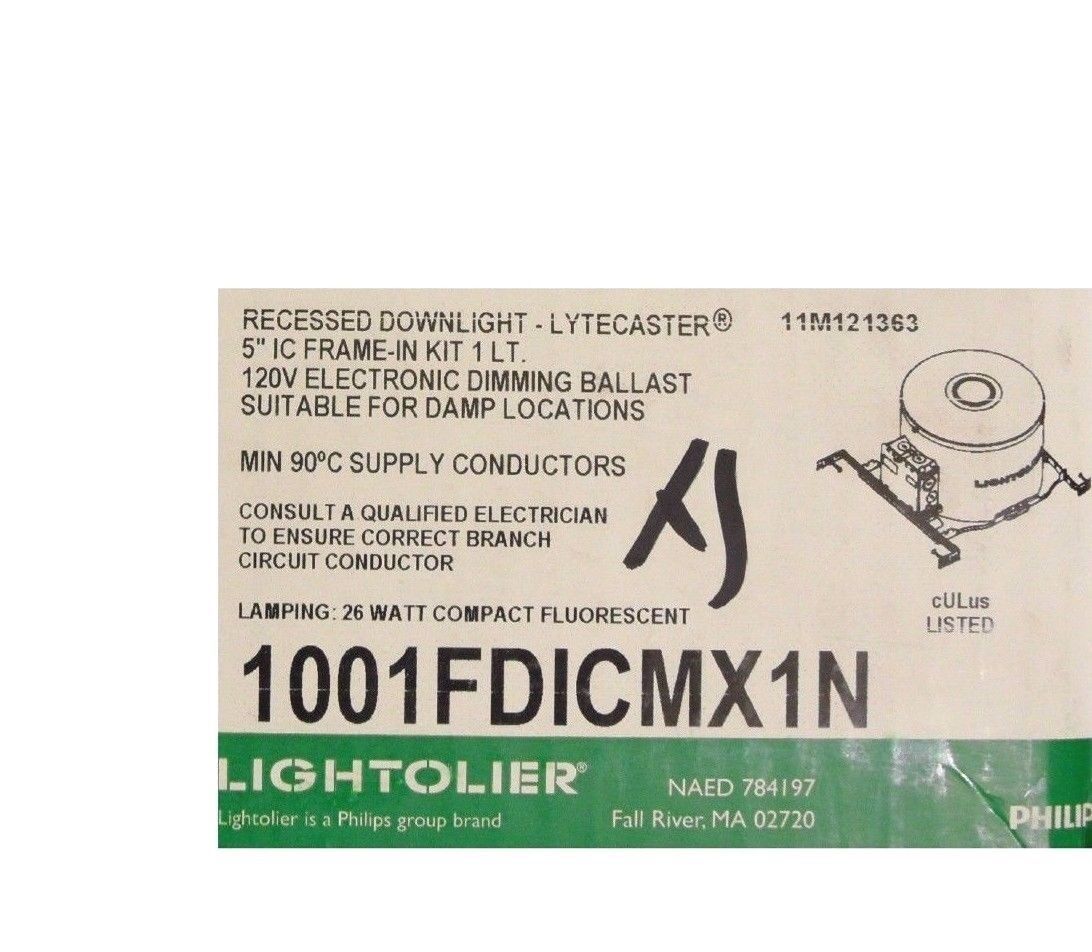 RECESSED DOWNLIGHT - LYTECASTER® 11M121363
5" IC FRAME-IN KIT 1 LT.
120V ELECTRONIC DIMMING BALLAST
SUITABLE FOR DAMP LOCATIONS
MIN 90ºC SUPPLY CONDUCTORS
CONSULT A QUALIFIED ELECTRICIAN
TO ENSURE CORRECT BRANCH
CIRCUIT CONDUCTOR
LIGHTOL
cULus
LISTED
LAMPING: 26 WATT COMPACT FLUORESCENT
1001FDICMX1N
LIGHTOLIER®
Lightolier is a Philips group brand
NAED 784197
Fall River, MA 02720
PHILIP